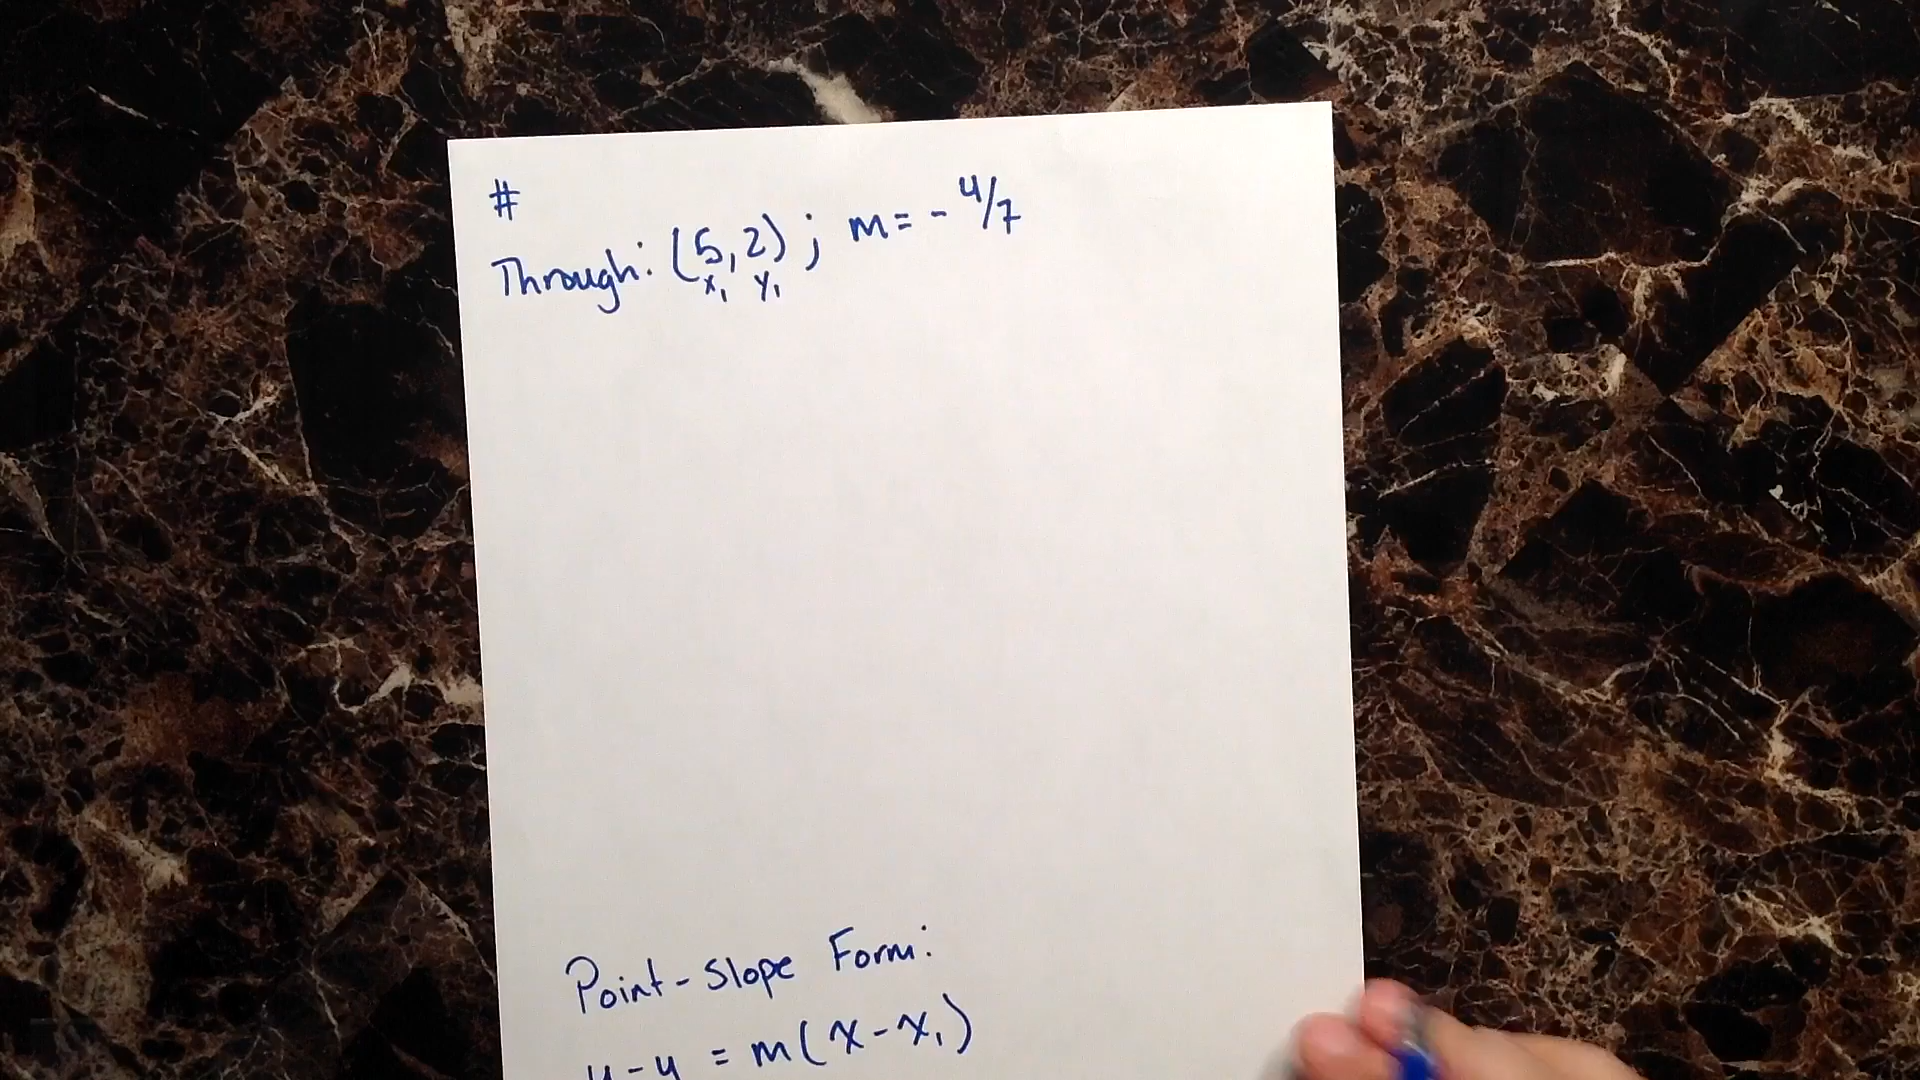 #
Through: (5,2) ; m = - 4/7
x₁ y₁
Point-Slope Form:
y - y = m(x - x₁)